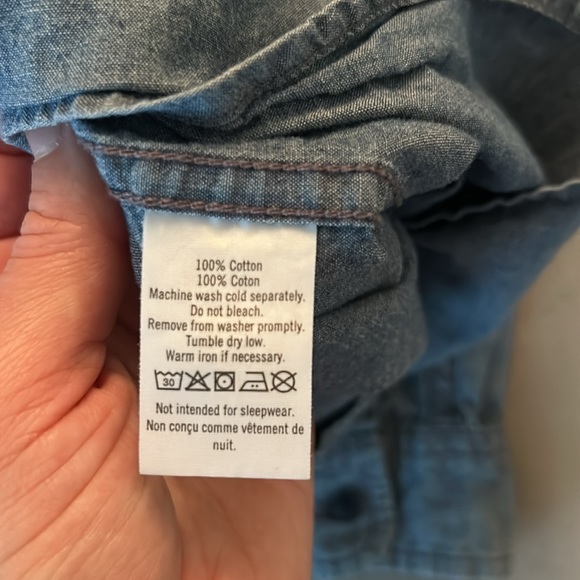 100% Cotton
100% Coton
Machine wash cold separately.
Do not bleach.
Remove from washer promptly.
Tumble dry low.
Warm iron if necessary.
30
Not intended for sleepwear.
Non conçu comme vêtement de
nuit.